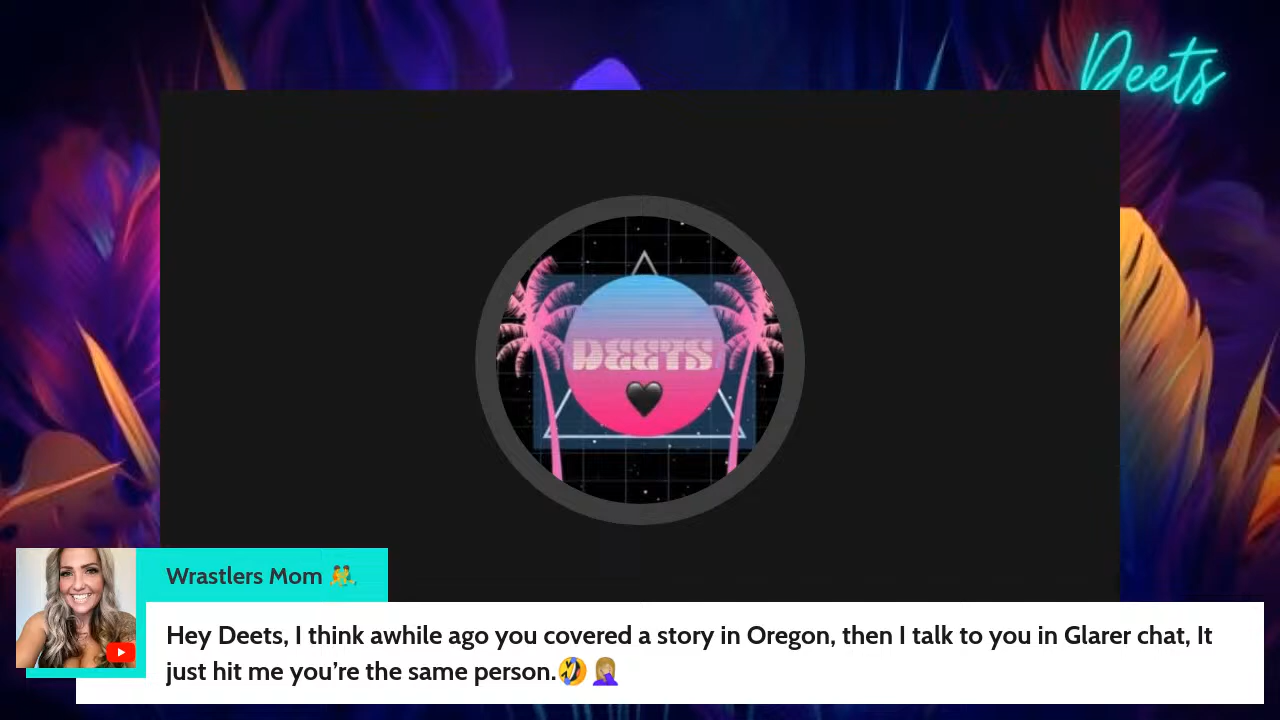 Deets
DEETS
Wrastlers Mom 🤼
Hey Deets, I think awhile ago you covered a story in Oregon, then I talk to you in Glarer chat, It
just hit me you’re the same person.🤣🤦🏼‍♀️